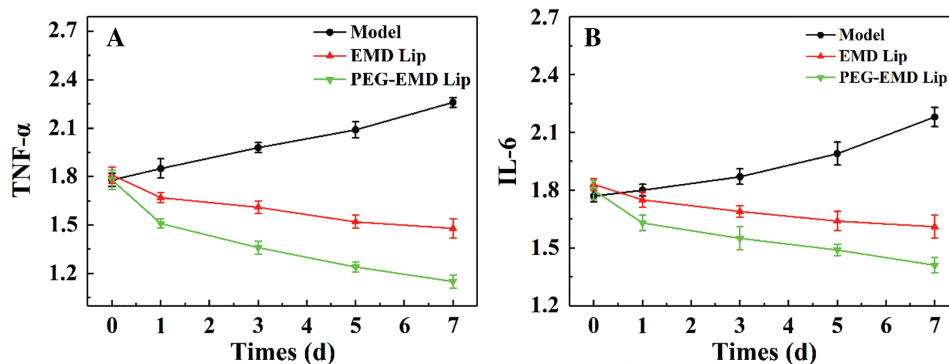 A
Model
EMD Lip
PEG-EMD Lip
TNF-α
2.7
2.4
2.1
1.8
1.5
1.2
0 1 2 3 4 5 6 7
Times (d)
B
Model
EMD Lip
PEG-EMD Lip
IL-6
2.7
2.4
2.1
1.8
1.5
1.2
0 1 2 3 4 5 6 7
Times (d)